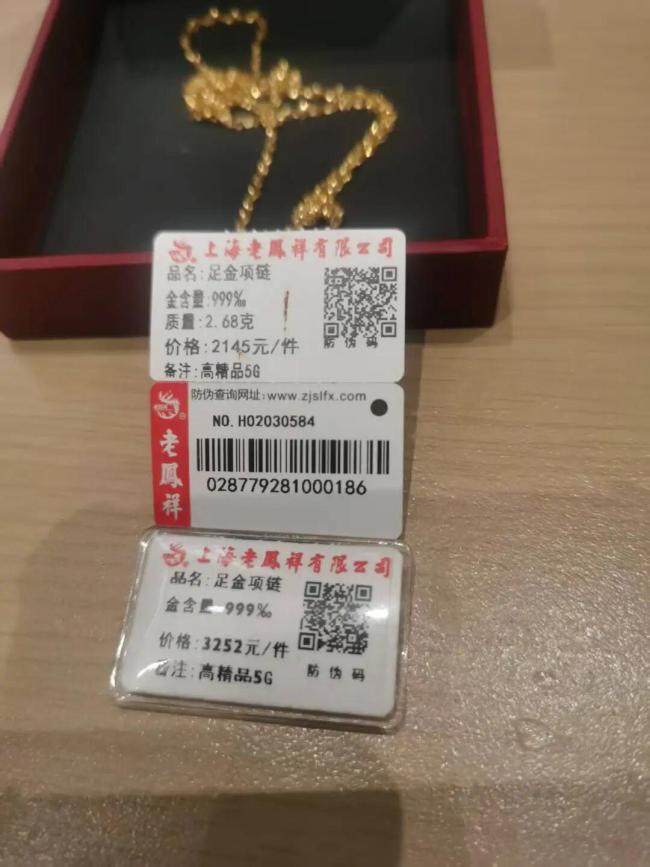 上海老鳳祥有限公司
品名:足金项链
金含量:999‰
质量:2.68克
价格:2145元/件
备注:高精品5G
防伪码
防伪查询网址:www.zjslfx.com
NO.H02030584
老鳳祥
028779281000186
上海老鳳祥有限公司
品名:足金项链
金含量:999‰
价格:3252元/件
备注:高精品5G
防伪码